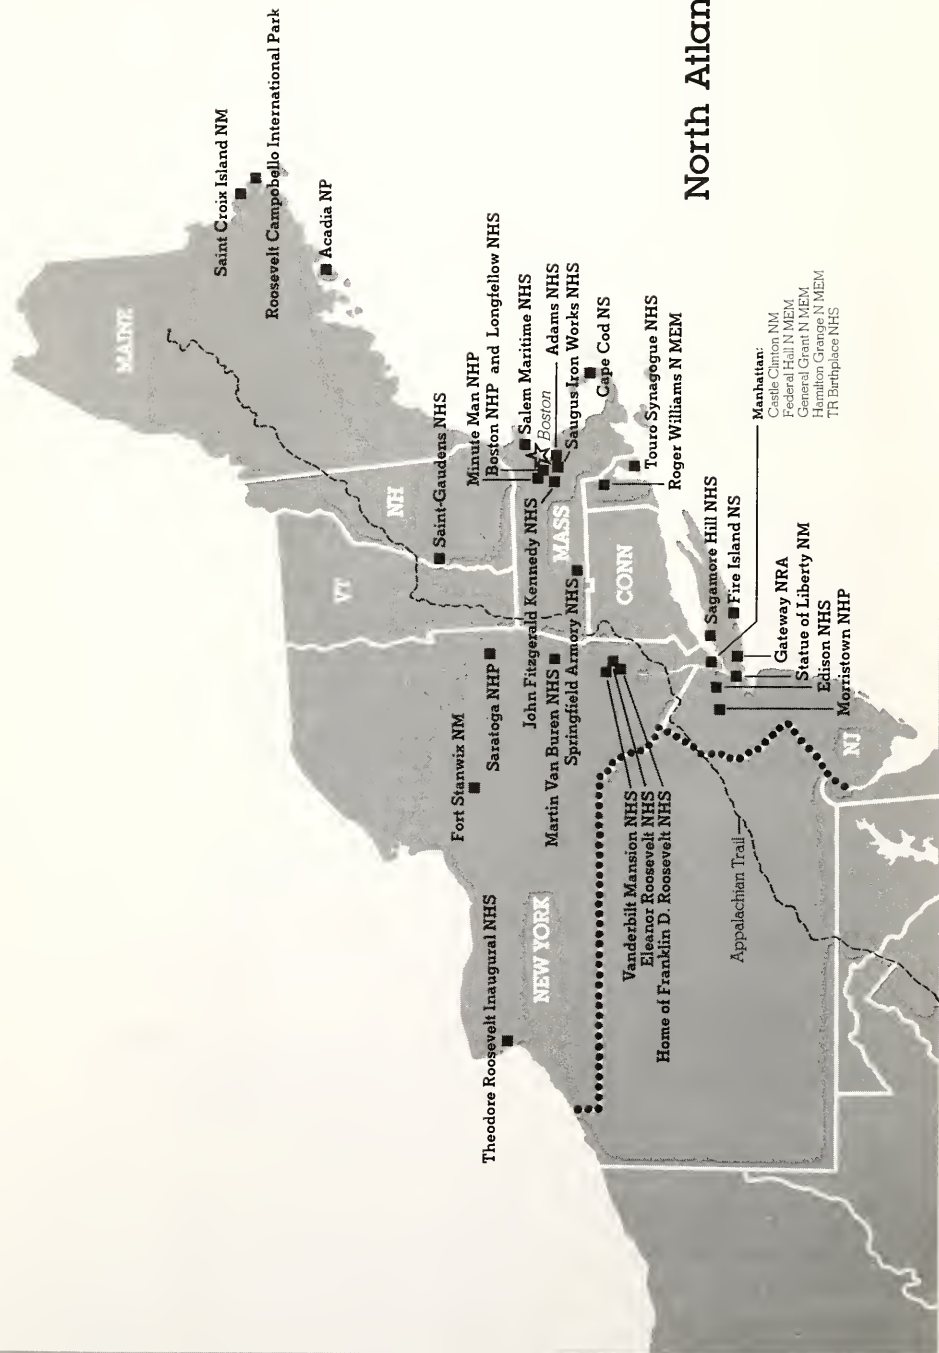 North Atlan
MAINE
Saint Croix Island NM
Roosevelt Campobello International Park
Acadia NP
VT
NH
Saint-Gaudens NHS
Minute Man NHP
Boston NHP and Longfellow NHS
Salem Maritime NHS
Boston
Adams NHS
Saugus Iron Works NHS
Cape Cod NS
Touro Synagogue NHS
Roger Williams N MEM
MASS
CONN
John Fitzgerald Kennedy NHS
Springfield Armory NHS
Martin Van Buren NHS
Saratoga NHP
Fort Stanwix NM
Theodore Roosevelt Inaugural NHS
NEW YORK
Vanderbilt Mansion NHS
Eleanor Roosevelt NHS
Home of Franklin D. Roosevelt NHS
Appalachian Trail
Sagamore Hill NHS
Fire Island NS
Manhattan:
Castle Clinton NM
Federal Hall N MEM
General Grant N MEM
Hamilton Grange N MEM
TR Birthplace NHS
Gateway NRA
Statue of Liberty NM
Edison NHS
Morristown NHP
NJ